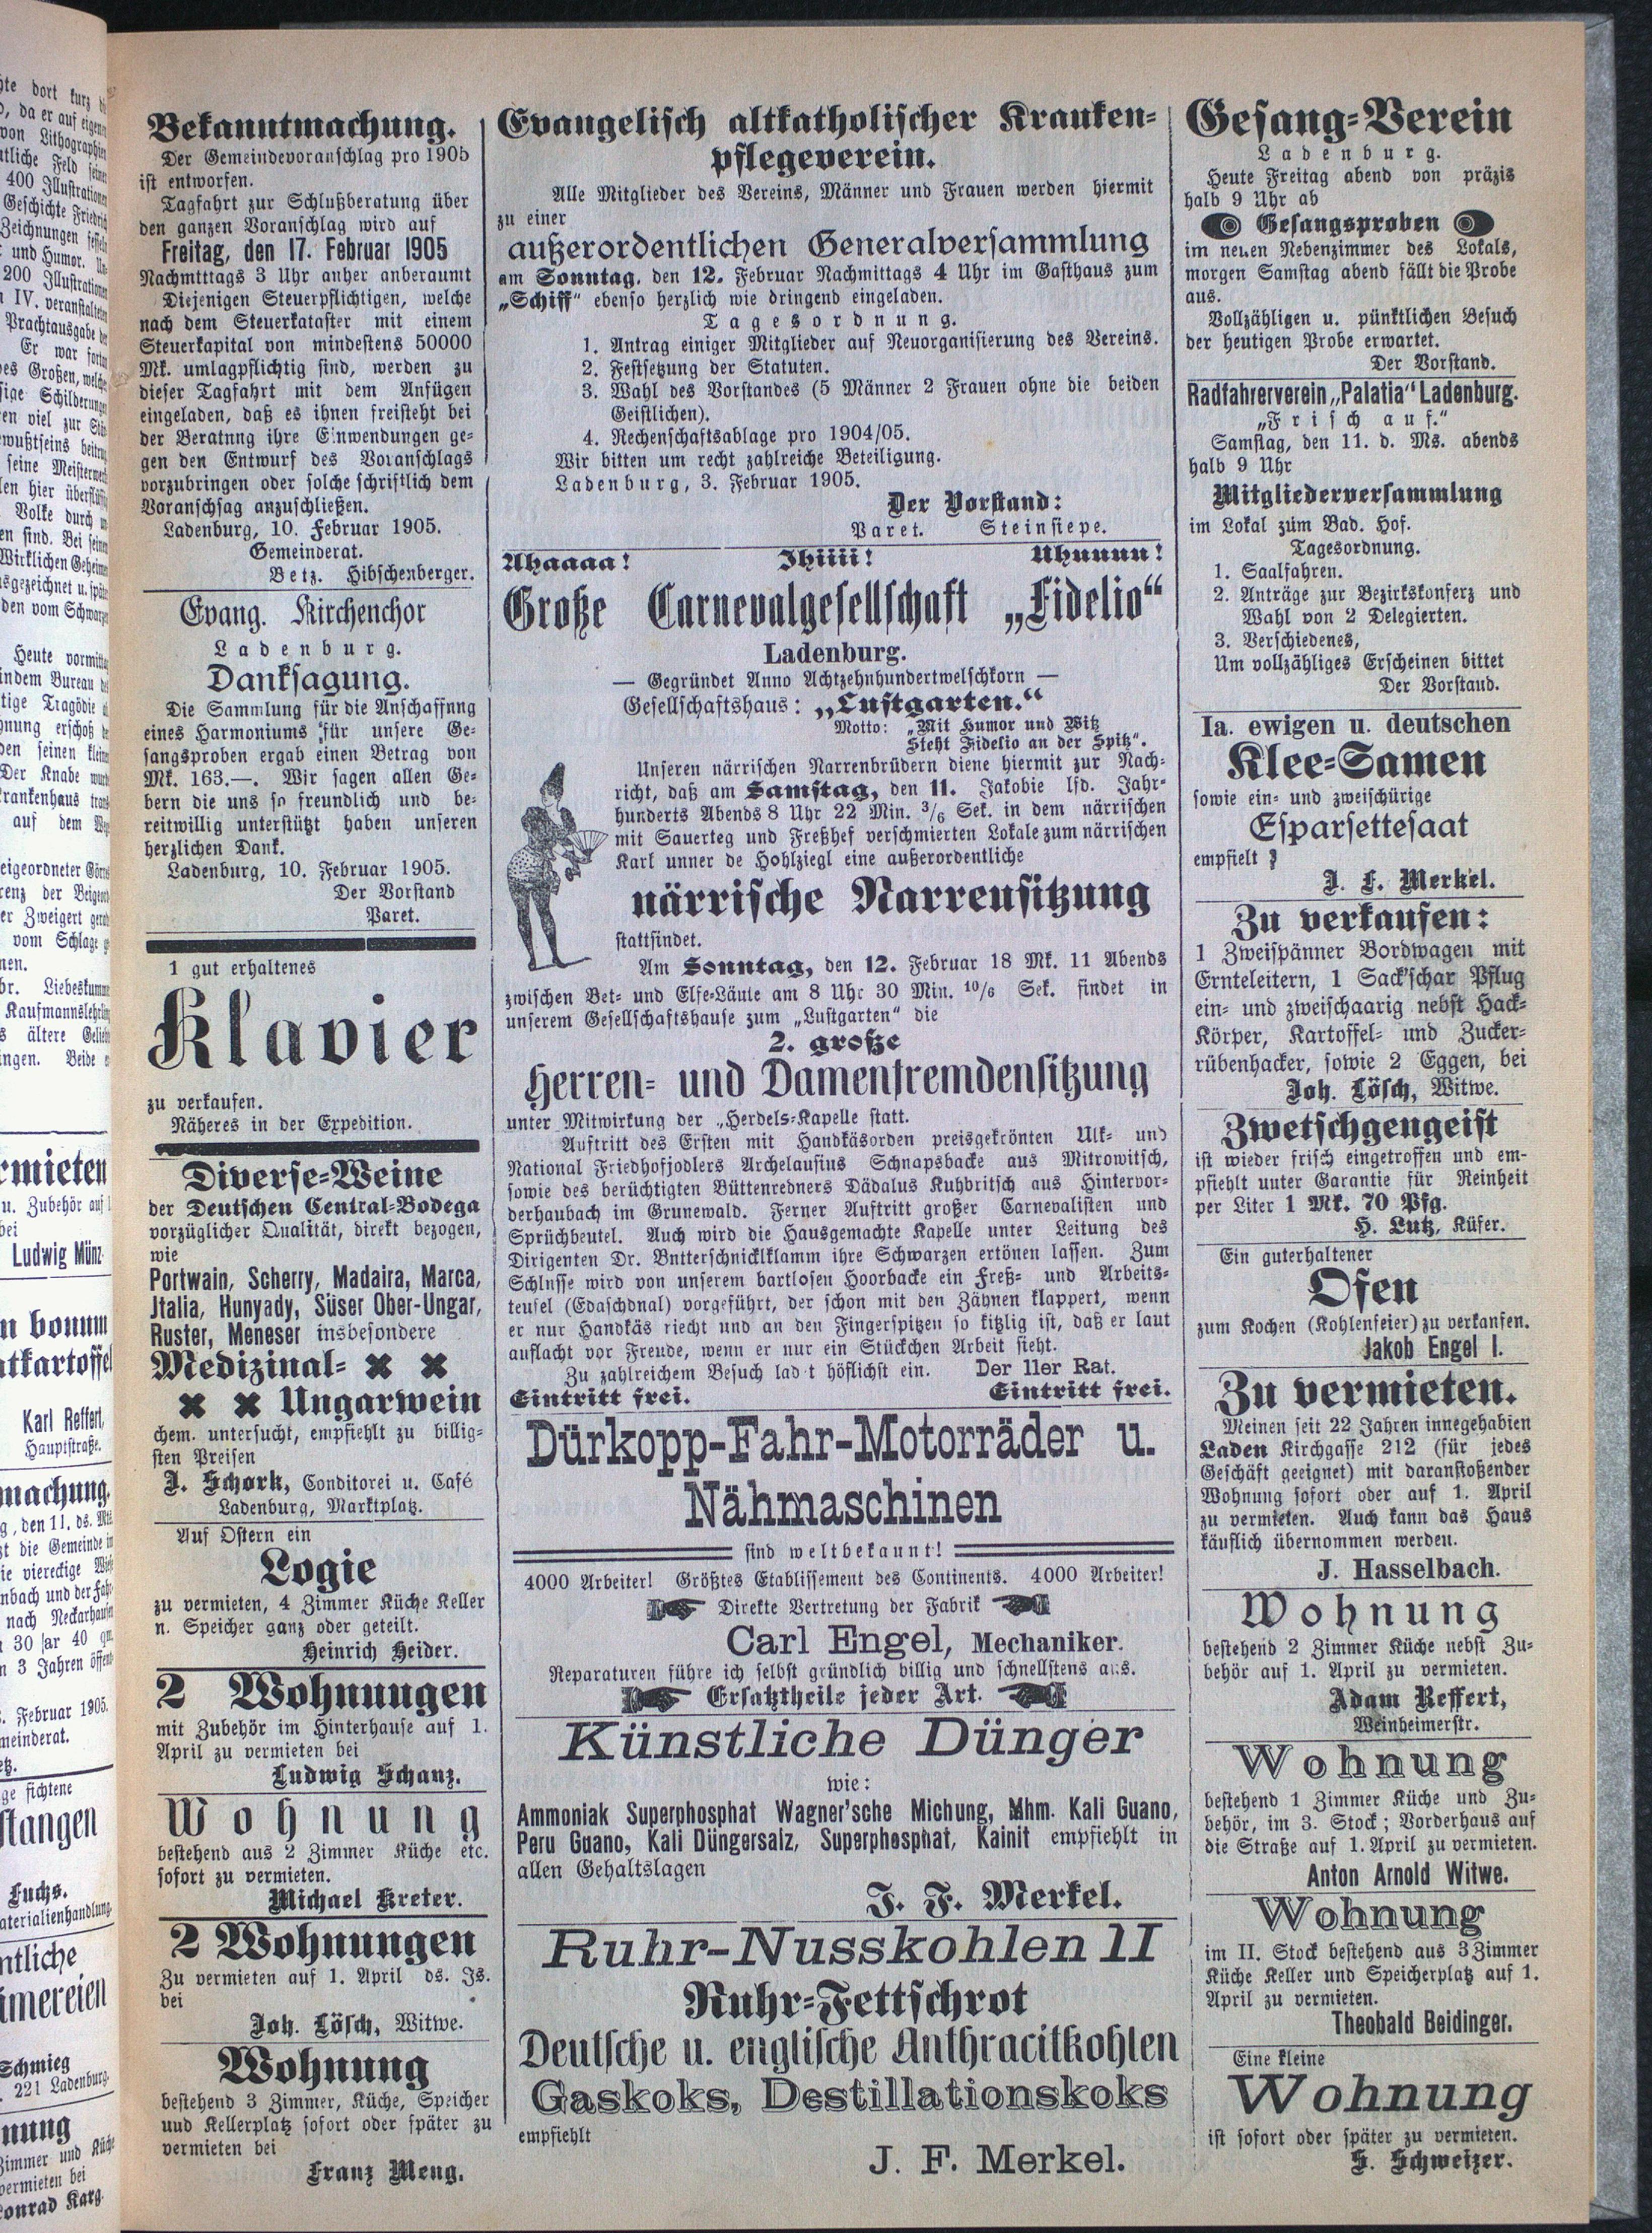 Bekanntmachung.
Der Gemeindevoranschlag pro 1905
ist entworfen.
Tagfahrt zur Schlußberatung über
den ganzen Voranschlag wird auf
Freitag, den 17. Februar 1905
Nachmtttags 3 Uhr anher anberaumt
Diejenigen Steuerpflichtigen, welche
nach dem Steuerkataster mit einem
Steuerkapital von mindestens 50000
Mk. umlagpflichtig sind, werden zu
dieser Tagfahrt mit dem Anfügen
eingeladen, daß es ihnen freisteht bei
der Beratnng ihre Einwendungen ge-
gen den Entwurf des Voranschlags
vorzubringen oder solche schriftlich dem
Voranschsag anzuschließen.
Ladenburg, 10. Februar 1905.
Gemeinderat.
Betz. Hibschenberger.
Evang. Kirchenchor
Ladenburg.
Danksagung.
Die Sammlung für die Anschaffnng
eines Harmoniums für unsere Ge-
sangsproben ergab einen Betrag von
Mk. 163.—. Wir sagen allen Ge-
bern die uns so freundlich und be-
reitwillig unterstützt haben unseren
herzlichen Dank.
Ladenburg, 10. Februar 1905.
Der Vorstand
Paret.
1 gut erhaltenes
Klavier
zu verkaufen.
Näheres in der Expedition.
Diverse-Weine
der Deutschen Central-Bodega
vorzüglicher Qualität, direkt bezogen,
wie
Portwain, Scherry, Madaira, Marca,
Jtalia, Hunyady, Süser Ober-Ungar,
Ruster, Meneser insbesondere
Medizinal-
Ungarwein
chem. untersucht, empfiehlt zu billig-
sten Preisen
J. Schork, Conditorei u. Café
Ladenburg, Marktplatz.
Auf Ostern ein
Logie
zu vermieten, 4 Zimmer Küche Keller
n. Speicher ganz oder geteilt.
Heinrich Heider.
2 Wohnungen
mit Zubehör im Hinterhause auf 1.
April zu vermieten bei
Ludwig Schanz.
Wohnung
bestehend aus 2 Zimmer Küche etc.
sofort zu vermieten.
Michael Kreter.
2 Wohnungen
Zu vermieten auf 1. April ds. Js.
bei
Joh. Lösch, Witwe.
Wohnung
bestehend 3 Zimmer, Küche, Speicher
uud Kellerplatz sofort oder später zu
vermieten bei
Franz Meng.
Evangelisch altkatholischer Kranken-
pflegeverein.
Alle Mitglieder des Vereins, Männer und Frauen werden hiermit
zu einer
außerordentlichen Generalversammlung
am Sonntag, den 12. Februar Nachmittags 4 Uhr im Gasthaus zum
„Schiff" ebenso herzlich wie dringend eingeladen.
Tagesordnung.
1. Antrag einiger Mitglieder auf Neuorganisierung des Vereins.
2. Festsetzung der Statuten.
3. Wahl des Vorstandes (5 Männer 2 Frauen ohne die beiden
Geistlichen).
4. Rechenschaftsablage pro 1904/05.
Wir bitten um recht zahlreiche Beteiligung.
Ladenburg, 3. Februar 1905.
Der Vorstand:
Paret. Steinsiepe.
Ahaaaa! Ihiiii! Uhuuuu!
Große Carnevalgesellschaft „Fidelio"
Ladenburg.
— Gegründet Anno Achtzehnhundertwelschkorn —
Gesellschaftshaus: „Lustgarten."
Motto: „Mit Humor und Witz
Steht Fidelio an der Spitz".
Unseren närrischen Narrenbrüdern diene hiermit zur Nach-
richt, daß am Samstag, den 11. Jakobie lfd. Jahr-
hunderts Abends 8 Uhr 22 Min. 3/6 Sek. in dem närrischen
mit Sauerteg und Freßhef verschmierten Lokale zum närrischen
Karl unner de Hohlziegl eine außerordentliche
närrische Narrensitzung
stattfindet.
Am Sonntag, den 12. Februar 18 Mk. 11 Abends
zwischen Bet- und Elfe-Läute am 8 Uhr 30 Min. 10/6 Sek. findet in
unserem Gesellschaftshause zum „Lustgarten" die
2. große
Herren- und Damenfremdensitzung
unter Mitwirkung der „Herdels-Kapelle statt.
Auftritt des Ersten mit Handkäsorden preisgekrönten Ulk- und
National Friedhofjodlers Archelausius Schnapsbacke aus Mitrowitsch,
sowie des berüchtigten Büttenredners Dädalus Kuhbritsch aus Hintervor-
derhaubach im Grunewald. Ferner Auftritt großer Carnevalisten und
Sprüchbeutel. Auch wird die Hausgemachte Kapelle unter Leitung des
Dirigenten Dr. Bntterschnicklklamm ihre Schwarzen ertönen lassen. Zum
Schlnsse wird von unserem bartlosen Hoorbacke ein Freß- und Arbeits-
teufel (Edaschdnal) vorgeführt, der schon mit den Zähnen klappert, wenn
er nur Handkäs riecht und an den Fingerspitzen so kitzlig ist, daß er laut
auflacht vor Freude, wenn er nur ein Stückchen Arbeit sieht.
Zu zahlreichem Besuch lad t höflichst ein. Der 11er Rat.
Eintritt frei. Eintritt frei.
Dürkopp-Fahr-Motorräder u.
Nähmaschinen
sind weltbekannt!
4000 Arbeiter! Größtes Etablissement des Continents. 4000 Arbeiter!
Direkte Vertretung der Fabrik
Carl Engel, Mechaniker.
Reparaturen führe ich selbst gründlich billig und schnellstens aus.
Ersatztheile jeder Art.
Künstliche Dünger
wie:
Ammoniak Superphosphat Wagner'sche Michung, Mhm. Kali Guano,
Peru Guano, Kali Düngersalz, Superphosphat, Kainit empfiehlt in
allen Gehaltslagen
J. F. Merkel.
Ruhr-Nusskohlen II
Ruhr-Fettschrot
Deutsche u. englische Anthracitkohlen
Gaskoks, Destillationskoks
empfiehlt
J. F. Merkel.
Gesang-Verein
Ladenburg.
Heute Freitag abend von präzis
halb 9 Uhr ab
Gesangsproben
im neuen Nebenzimmer des Lokals,
morgen Samstag abend fällt die Probe
aus.
Vollzähligen u. pünktlichen Besuch
der heutigen Probe erwartet.
Der Vorstand.
Radfahrerverein „Palatia" Ladenburg.
„Frisch auf."
Samstag, den 11. d. Ms. abends
halb 9 Uhr
Mitgliederversammlung
im Lokal zum Bad. Hof.
Tagesordnung.
1. Saalfahren.
2. Anträge zur Bezirkskonferz und
Wahl von 2 Delegierten.
3. Verschiedenes,
Um vollzähliges Erscheinen bittet
Der Vorstand.
Ia. ewigen u. deutschen
Klee-Samen
sowie ein- und zweischürige
Esparsettesaat
empfielt
J. F. Merkel.
Zu verkaufen:
1 Zweispänner Bordwagen mit
Ernteleitern, 1 Sack'schar Pflug
ein- und zweischaarig nebst Hack-
Körper, Kartoffel- und Zucker-
rübenhacker, sowie 2 Eggen, bei
Joh. Lösch, Witwe.
Zwetschgengeist
ist wieder frisch eingetroffen und em-
pfiehlt unter Garantie für Reinheit
per Liter 1 Mk. 70 Pfg.
H. Lutz, Küfer.
Ein guterhaltener
Ofen
zum Kochen (Kohlenfeier) zu verkaufen.
Jakob Engel I.
Zu vermieten.
Meinen seit 22 Jahren innegehabten
Laden Kirchgasse 212 (für jedes
Geschäft geeignet) mit daranstoßender
Wohnung sofort oder auf 1. April
zu vermieten. Auch kann das Haus
käuflich übernommen werden.
J. Hasselbach.
Wohnung
bestehend 2 Zimmer Küche nebst Zu-
behör auf 1. April zu vermieten.
Adam Reffert,
Weinheimerstr.
Wohnung
bestehend 1 Zimmer Küche und Zu-
behör, im 3. Stock; Vorderhaus auf
die Straße auf 1. April zu vermieten.
Anton Arnold Witwe.
Wohnung
im II. Stock bestehend aus 3 Zimmer
Küche Keller und Speicherplatz auf 1.
April zu vermieten.
Theobald Beidinger.
Eine kleine
Wohnung
ist sofort oder später zu vermieten.
H. Schweizer.